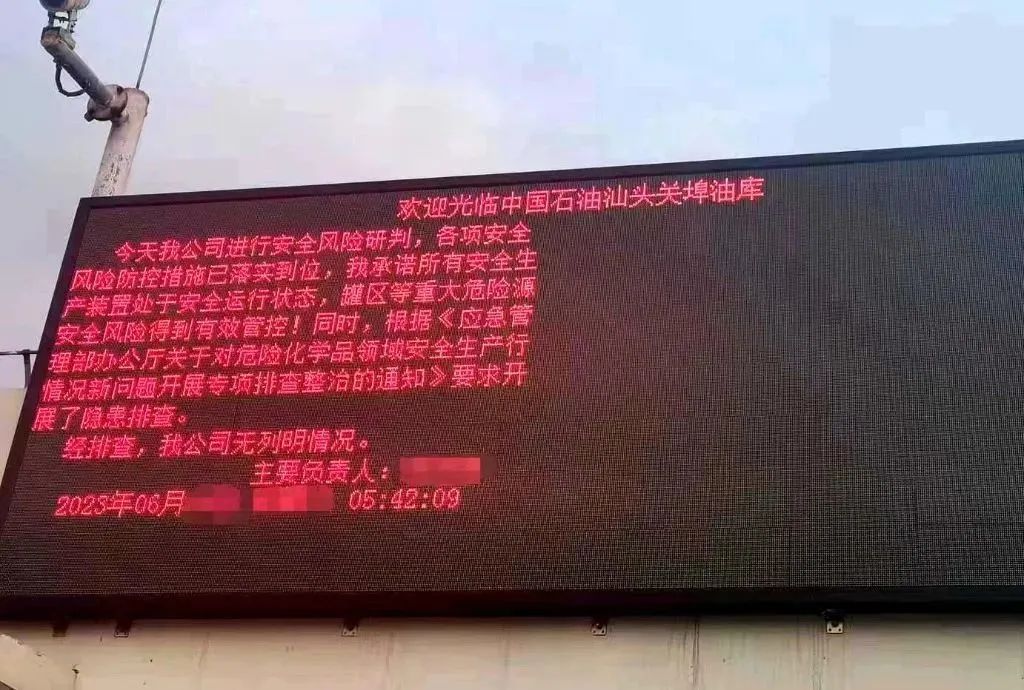 欢迎光临中国石油汕头关埠油库
今天我公司进行安全风险研判，各项安全
风险防控措施已落实到位，我承诺所有安全生
产装置处于安全运行状态，罐区等重大危险源
安全风险得到有效管控！同时，根据《应急管
理部办公厅关于对危险化学品领域安全生产行
情况新问题开展专项排查整治的通知》要求开
展了隐患排查。
经排查，我公司无列明情况。
主要负责人：
2023年06月 05:42:09